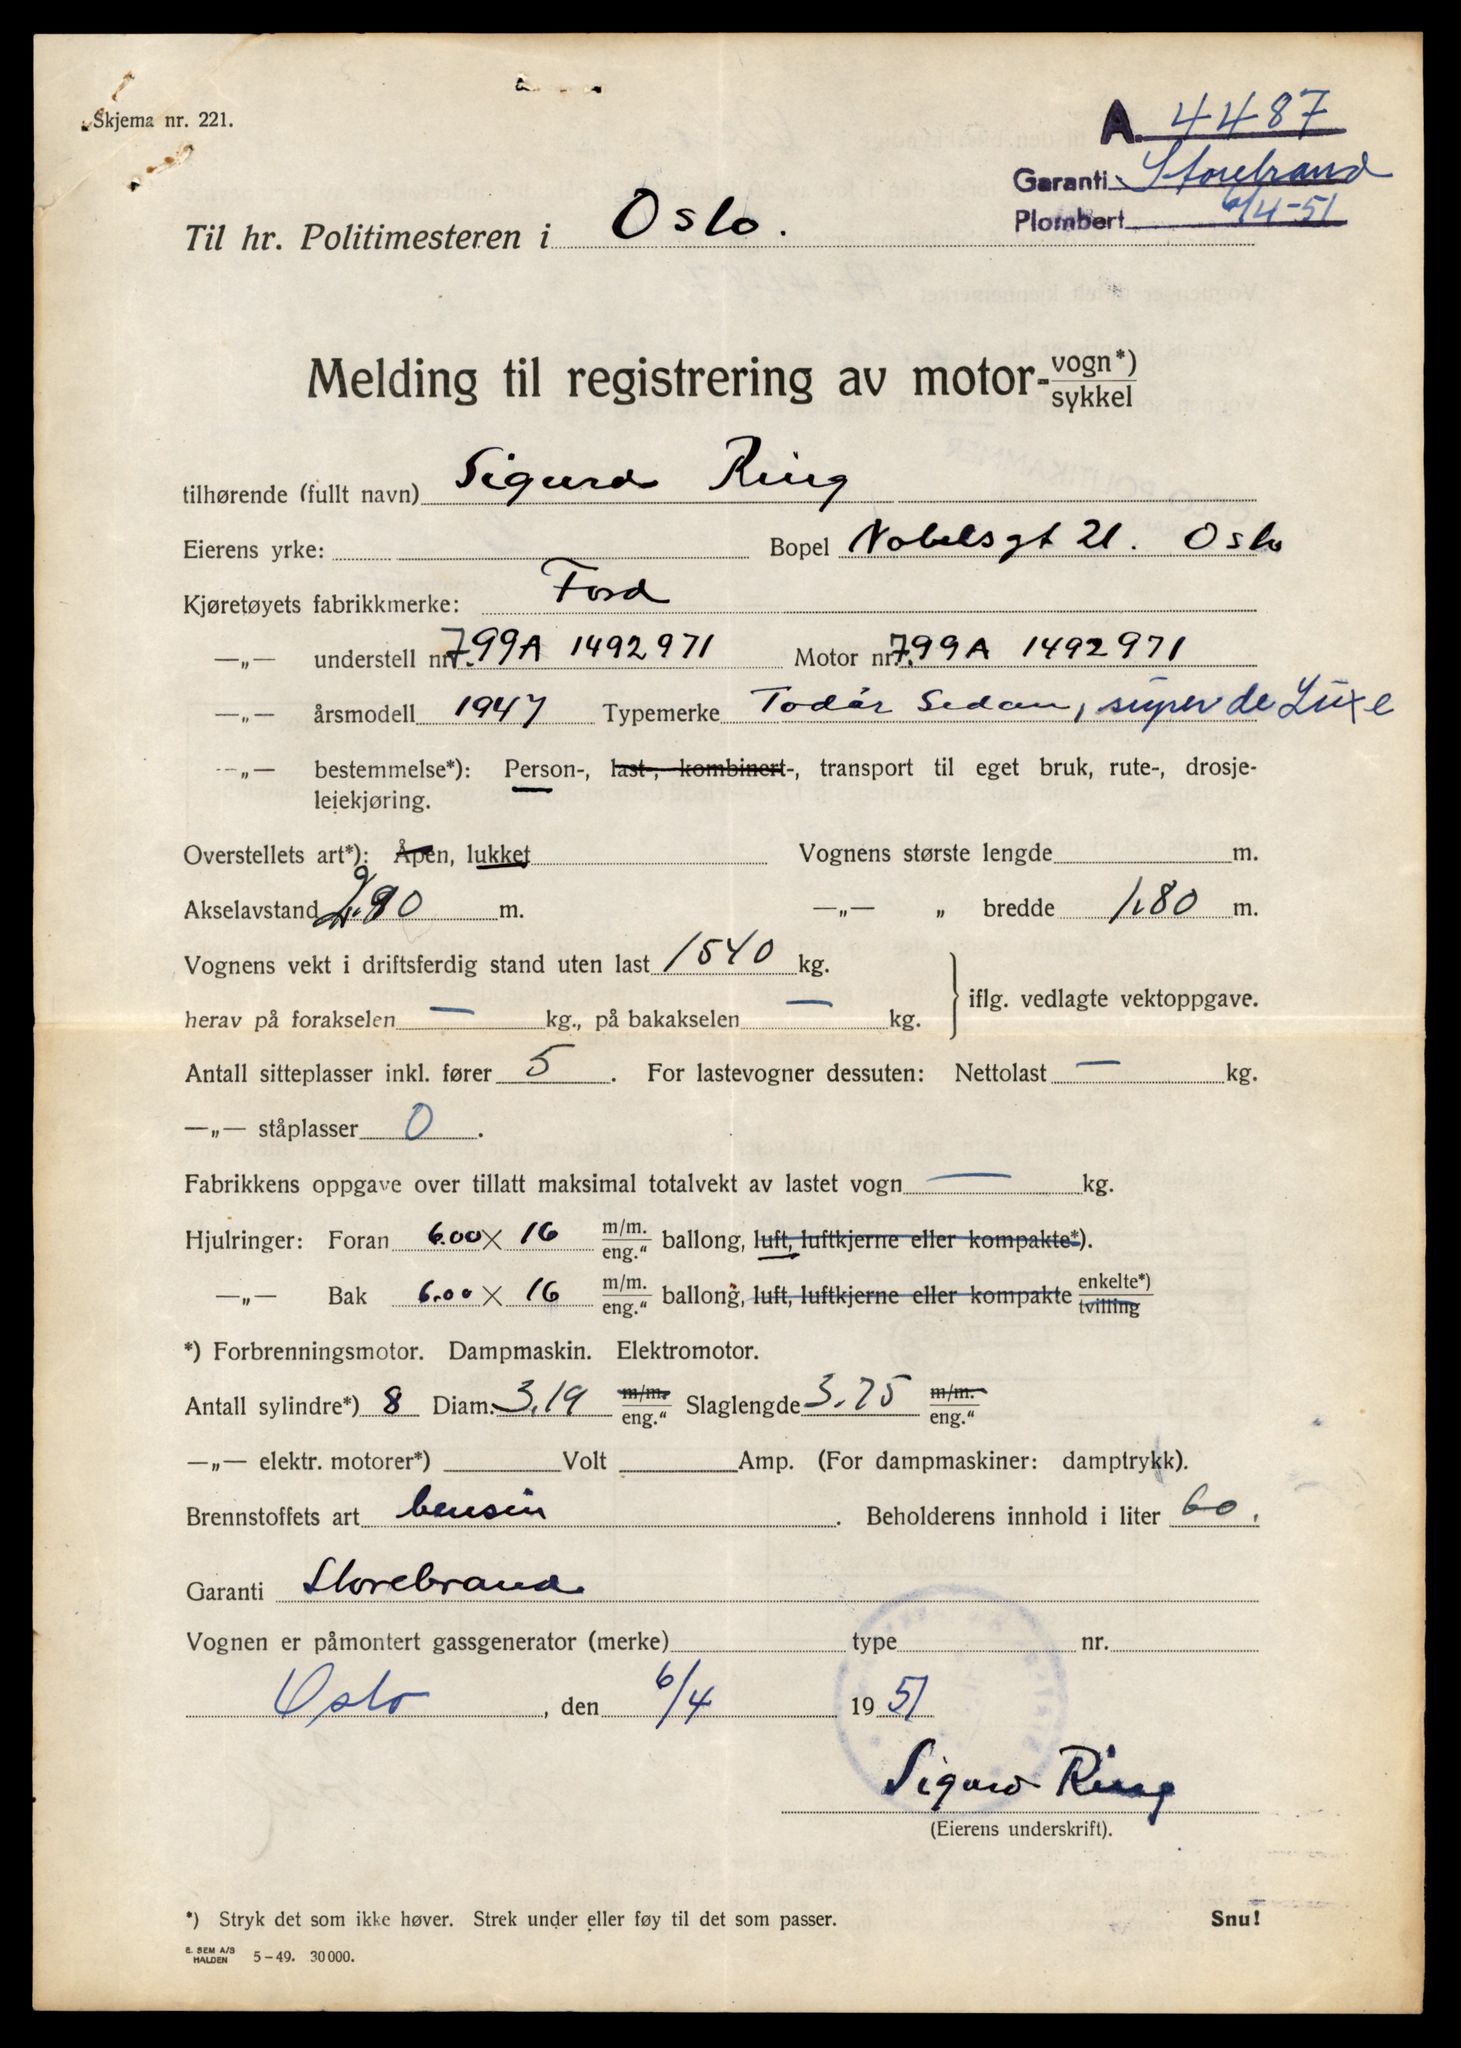 Skjema nr. 221.
A. 4487
Garanti Storebrand
Plombert 6/4-51
Til hr. Politimesteren i Oslo.
Melding til registrering av motor-vogn*)
sykkel
tilhørende (fullt navn) Sigurd Ring
Eierens yrke: Bopel Nobelsgt 21. Oslo
Kjøretøyets fabrikkmerke: Ford
—„— understell nr. 799A 1492971 Motor nr. 799A 1492971
—„— årsmodell 1947 Typemerke Todør Sedan, super de Luxe
—„— bestemmelse*): Person-, last-, kombinert-, transport til eget bruk, rute-, drosje-
leiekjøring.
Overstellets art*): Åpen, lukket Vognens største lengde m.
Akselavstand 2.90 m. —„— „ bredde 1.80 m.
Vognens vekt i driftsferdig stand uten last 1540 kg.
herav på forakselen — kg., på bakakselen — kg. iflg. vedlagte vektoppgave.
Antall sitteplasser inkl. fører 5. For lastevogner dessuten: Nettolast — kg.
—„— ståplasser 0.
Fabrikkens oppgave over tillatt maksimal totalvekt av lastet vogn — kg.
Hjulringer: Foran 6.00 × 16 m/m. eng.“ ballong, luft, luftkjerne eller kompakte*).
—„— Bak 6.00 × 16 m/m. eng.“ ballong, luft, luftkjerne eller kompakte enkelte*) tvilling
*) Forbrenningsmotor. Dampmaskin. Elektromotor.
Antall sylindre*) 8 Diam. 3.19 m/m. eng.“ Slaglengde 3.75 m/m. eng.“
—„— elektr. motorer*) Volt Amp. (For dampmaskiner: damptrykk).
Brennstoffets art bensin. Beholderens innhold i liter 60.
Garanti Storebrand
Vognen er påmontert gassgenerator (merke) type nr.
Oslo, den 6/4 1951
Sigurd Ring
(Eierens underskrift).
*) Stryk det som ikke høver. Strek under eller føy til det som passer. Snu!
E. SEM A/S
HALDEN 5-49. 30 000.